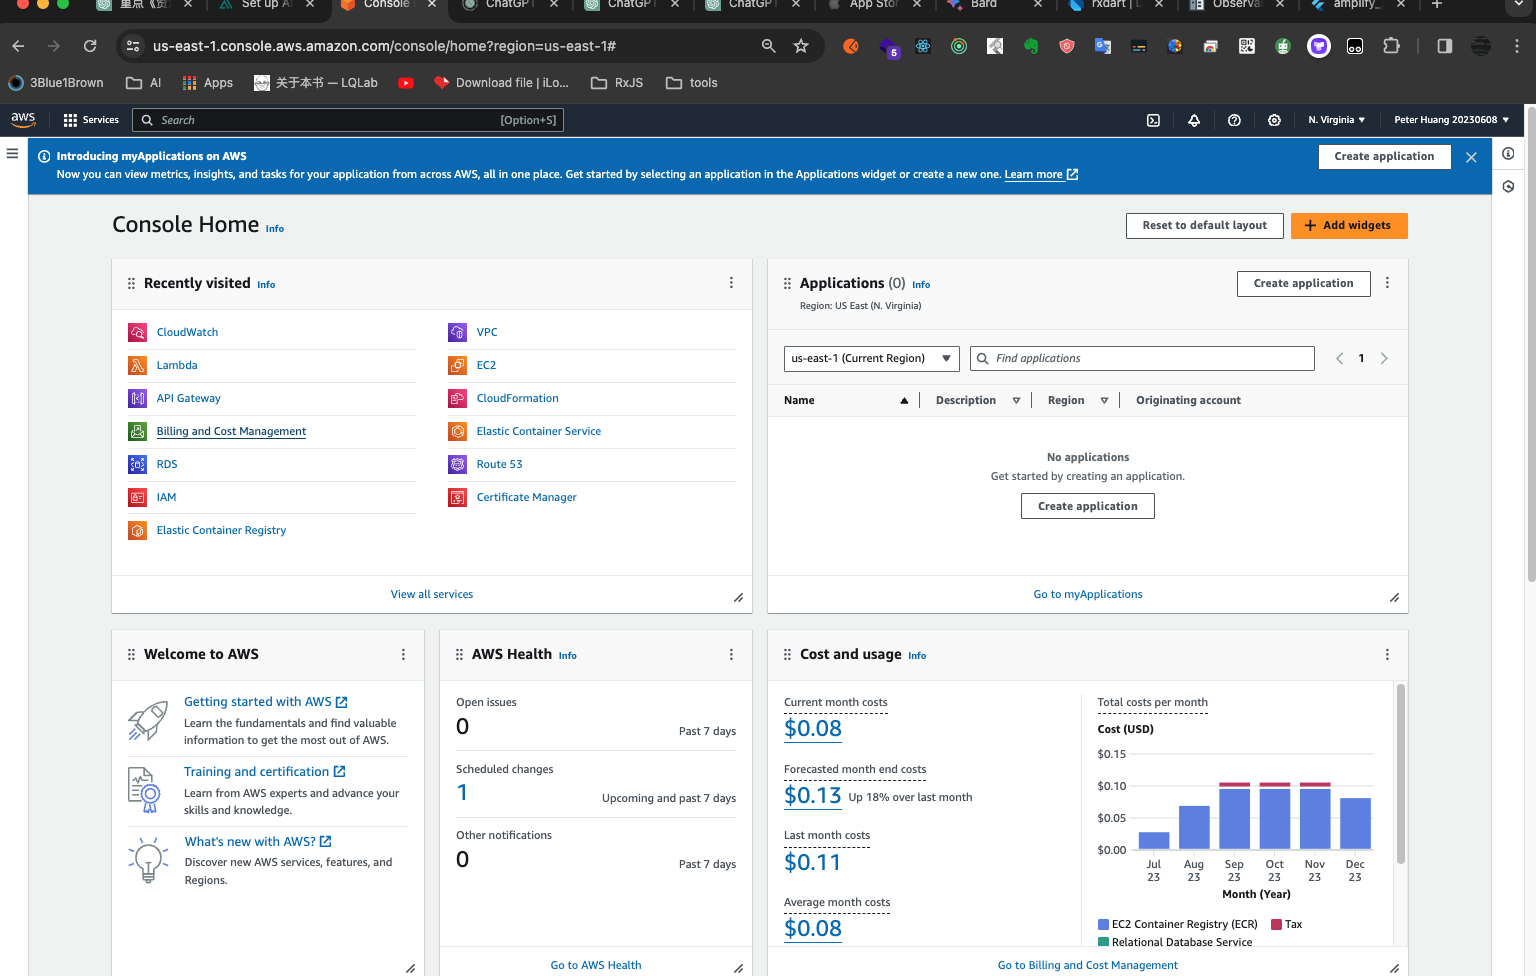 重点《资
Set up A
Console
ChatGPT
ChatGPT
ChatGPT
App Stor
Bard
rxdart | D
Observa
amplify_
us-east-1.console.aws.amazon.com/console/home?region=us-east-1#
5
3Blue1Brown
AI
Apps
关于本书 — LQLab
Download file | iLo...
RxJS
tools
aws
Services
Search
[Option+S]
N. Virginia
Peter Huang 20230608
Introducing myApplications on AWS
Now you can view metrics, insights, and tasks for your application from across AWS, all in one place. Get started by selecting an application in the Applications widget or create a new one. Learn more
Create application
Console Home Info
Reset to default layout
Add widgets
Recently visited Info
CloudWatch
Lambda
API Gateway
Billing and Cost Management
RDS
IAM
Elastic Container Registry
VPC
EC2
CloudFormation
Elastic Container Service
Route 53
Certificate Manager
View all services
Applications (0) Info
Region: US East (N. Virginia)
Create application
us-east-1 (Current Region)
Find applications
1
Name
Description
Region
Originating account
No applications
Get started by creating an application.
Create application
Go to myApplications
Welcome to AWS
Getting started with AWS
Learn the fundamentals and find valuable
information to get the most out of AWS.
Training and certification
Learn from AWS experts and advance your
skills and knowledge.
What's new with AWS?
Discover new AWS services, features, and
Regions.
AWS Health Info
Open issues
0
Past 7 days
Scheduled changes
1
Upcoming and past 7 days
Other notifications
0
Past 7 days
Go to AWS Health
Cost and usage Info
Current month costs
$0.08
Forecasted month end costs
$0.13 Up 18% over last month
Last month costs
$0.11
Average month costs
$0.08
Total costs per month
Cost (USD)
$0.15
$0.10
$0.05
$0.00
Jul Aug Sep Oct Nov Dec
23 23 23 23 23 23
Month (Year)
EC2 Container Registry (ECR)
Tax
Relational Database Service
Go to Billing and Cost Management